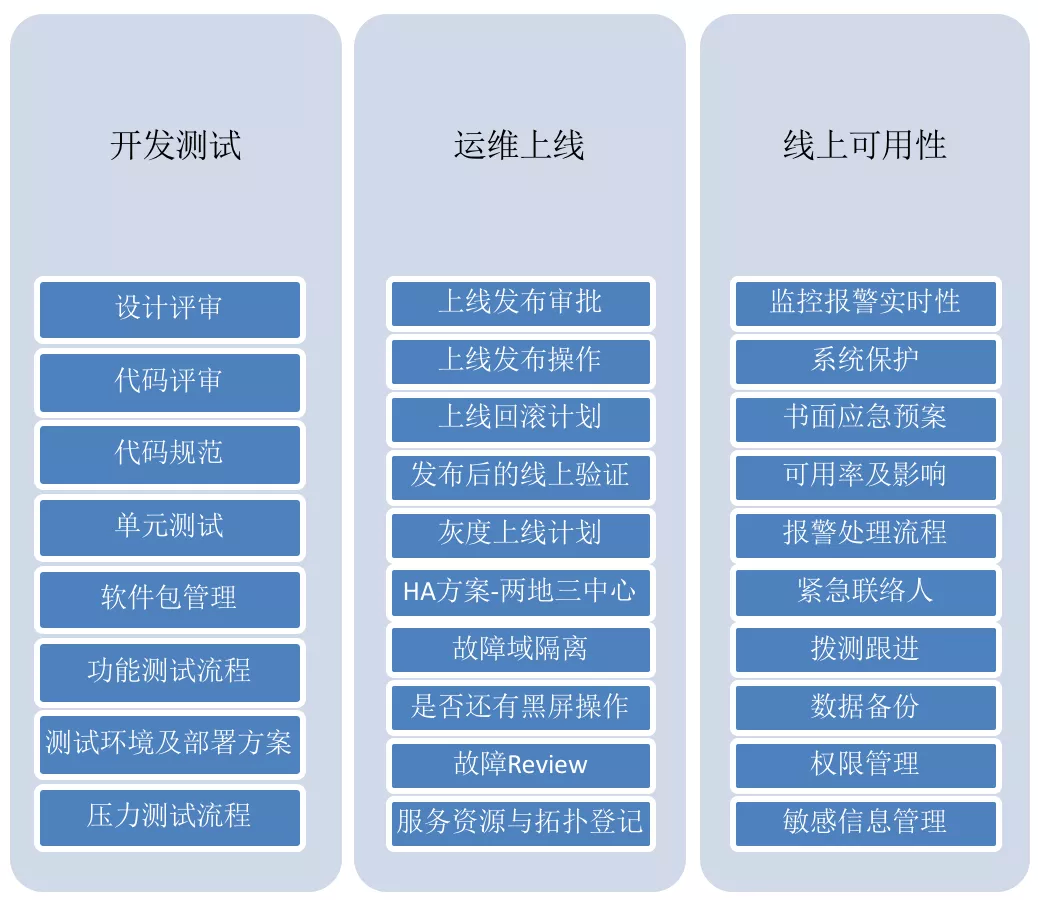 开发测试
设计评审
代码评审
代码规范
单元测试
软件包管理
功能测试流程
测试环境及部署方案
压力测试流程
运维上线
上线发布审批
上线发布操作
上线回滚计划
发布后的线上验证
灰度上线计划
HA方案-两地三中心
故障域隔离
是否还有黑屏操作
故障Review
服务资源与拓扑登记
线上可用性
监控报警实时性
系统保护
书面应急预案
可用率及影响
报警处理流程
紧急联络人
拨测跟进
数据备份
权限管理
敏感信息管理